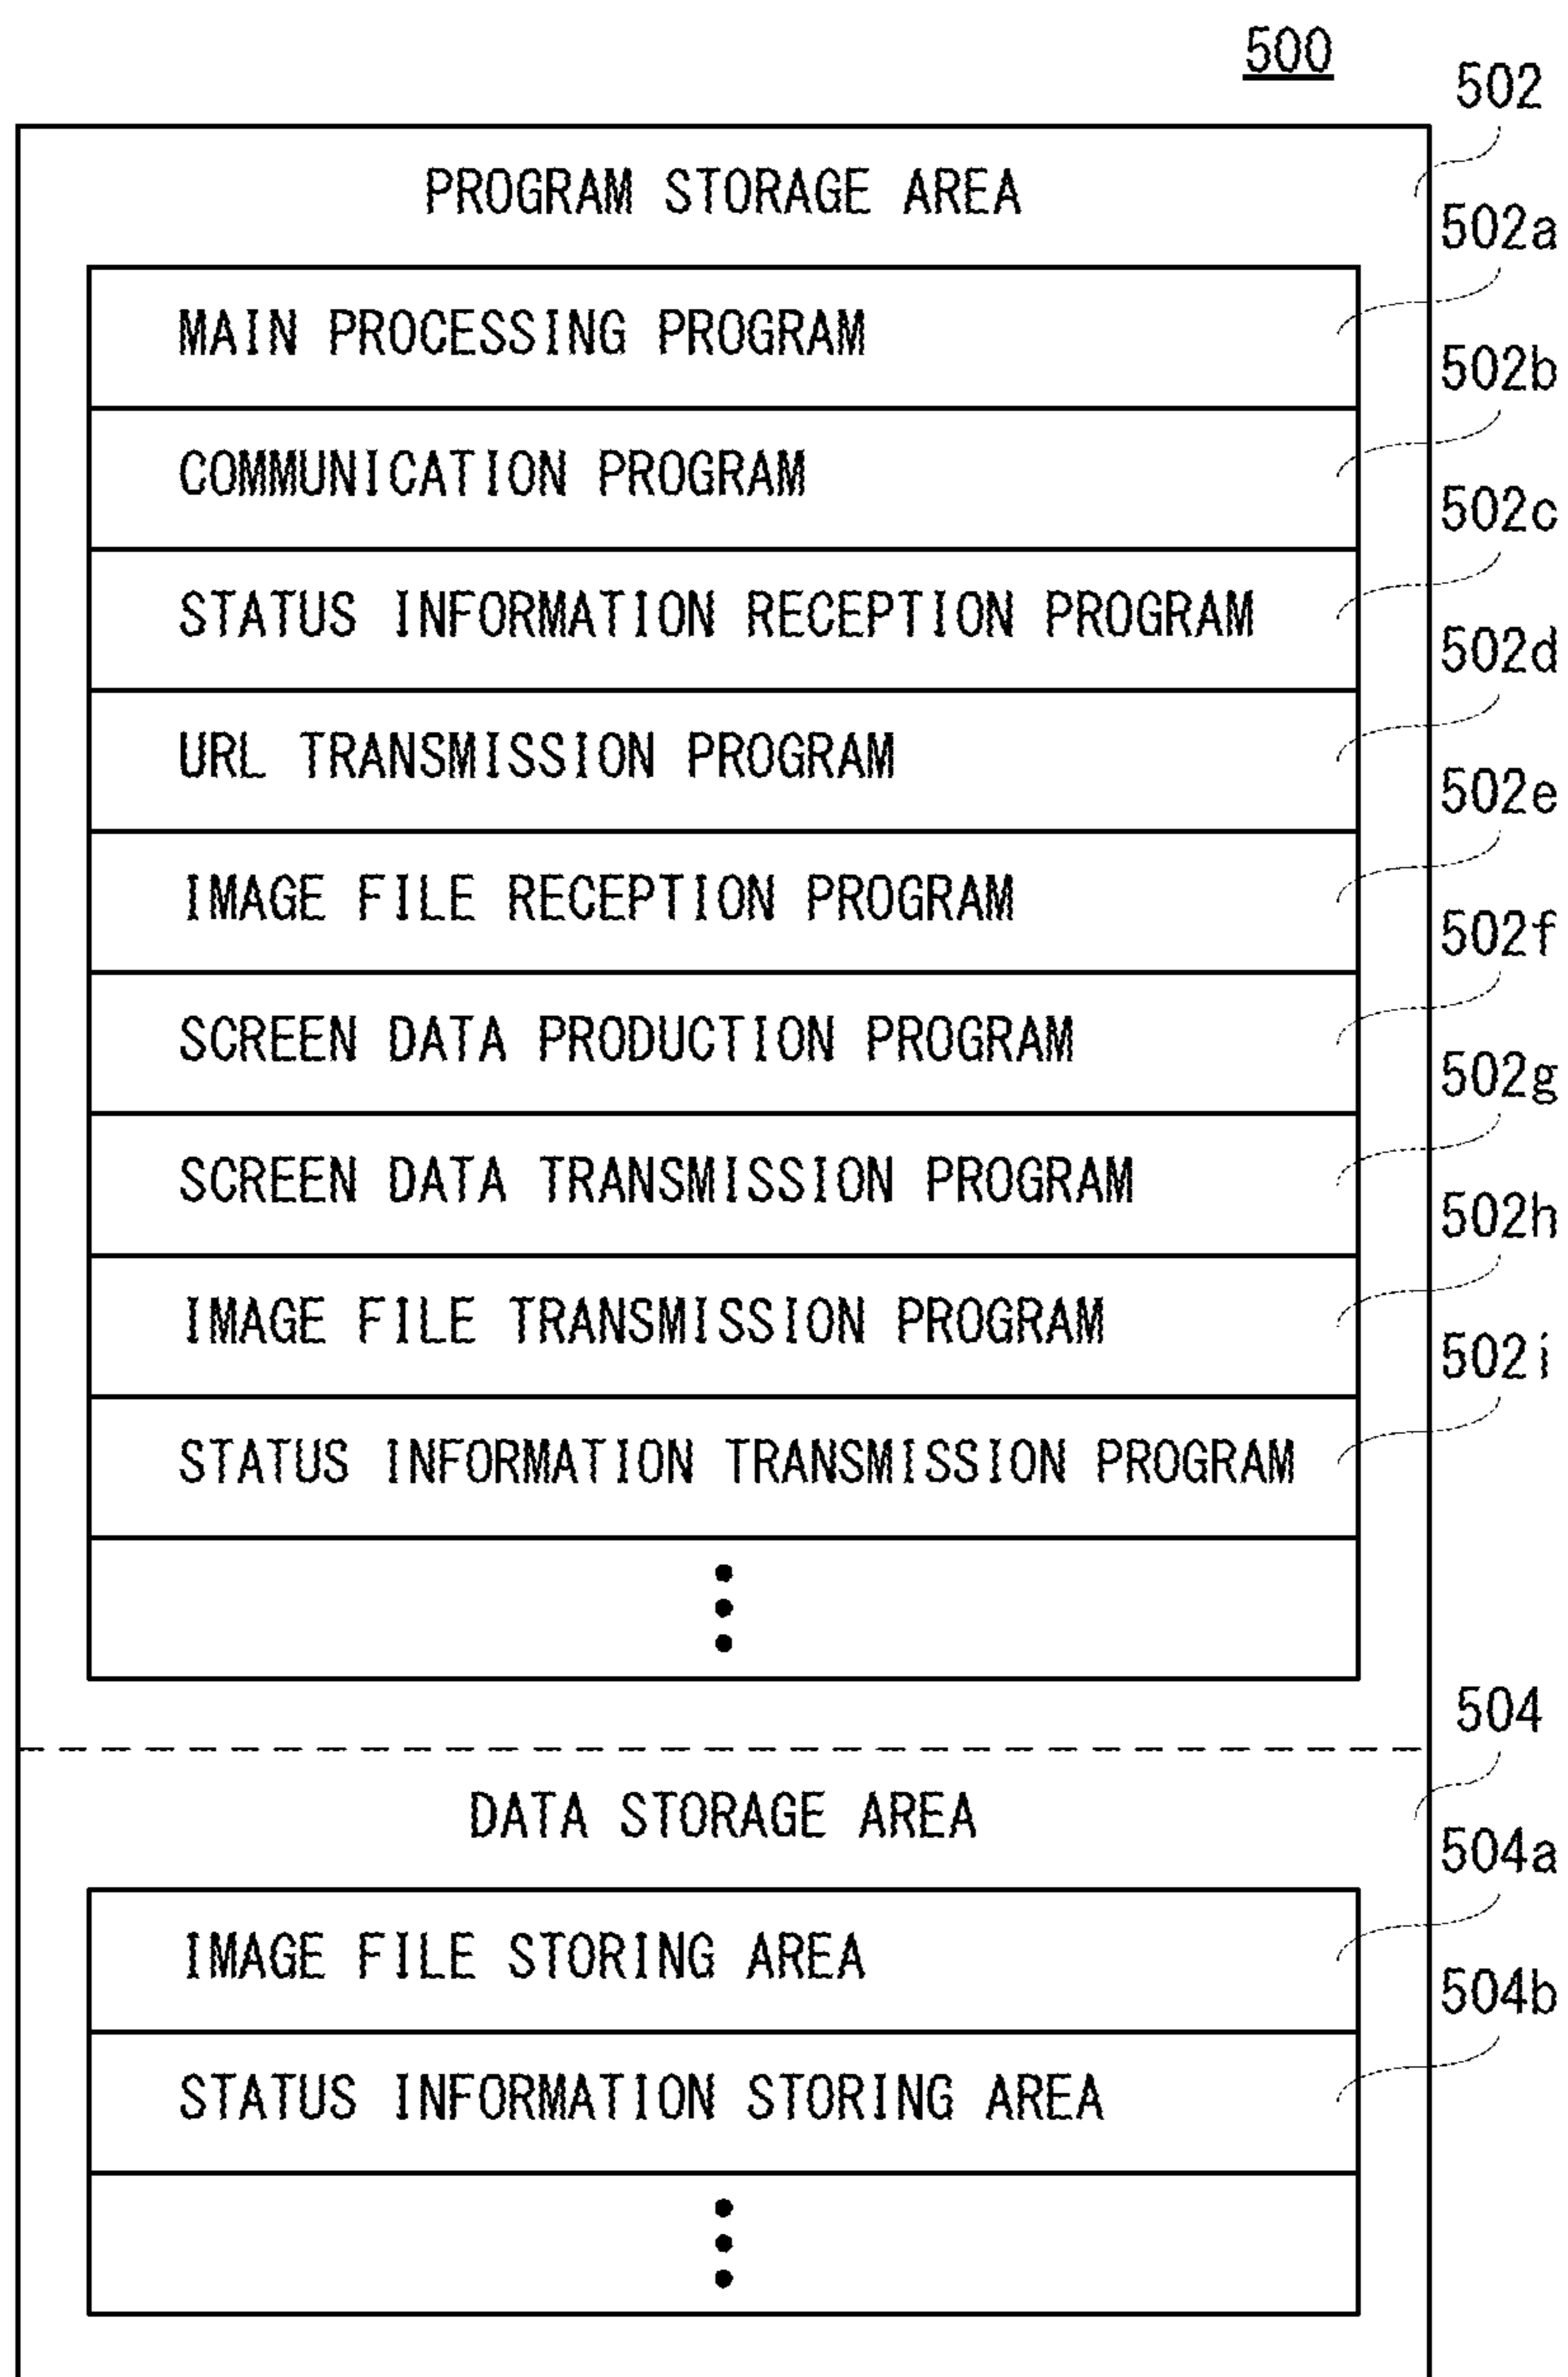 500
502
PROGRAM STORAGE AREA
502a
MAIN PROCESSING PROGRAM
502b
COMMUNICATION PROGRAM
502c
STATUS INFORMATION RECEPTION PROGRAM
502d
URL TRANSMISSION PROGRAM
502e
IMAGE FILE RECEPTION PROGRAM
502f
SCREEN DATA PRODUCTION PROGRAM
502g
SCREEN DATA TRANSMISSION PROGRAM
502h
IMAGE FILE TRANSMISSION PROGRAM
502i
STATUS INFORMATION TRANSMISSION PROGRAM
504
DATA STORAGE AREA
504a
IMAGE FILE STORING AREA
504b
STATUS INFORMATION STORING AREA